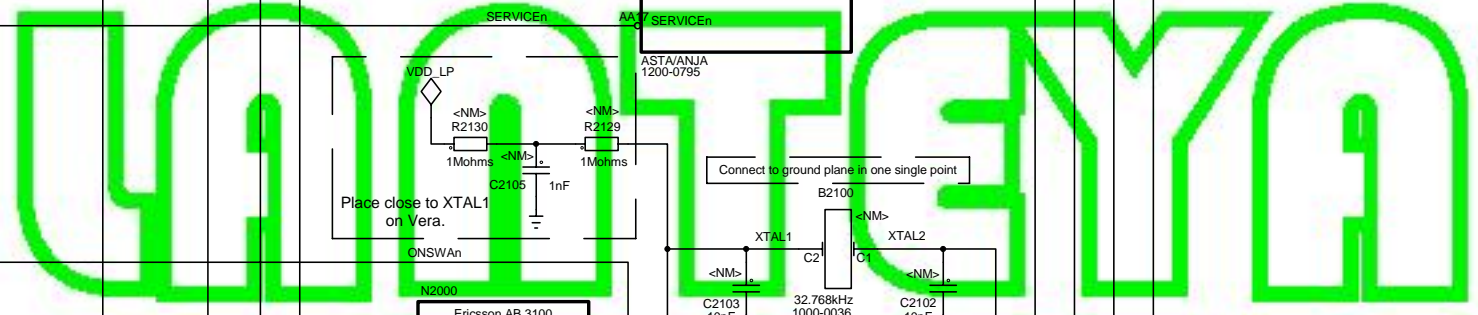 SERVICEn
AA17
SERVICEn
ASTA/ANJA
1200-0795
VDD_LP
<NM>
R2130
1Mohms
<NM>
R2129
1Mohms
<NM>
C2105
1nF
Place close to XTAL1
on Vera.
Connect to ground plane in one single point
B2100
<NM>
XTAL1
XTAL2
C2
C1
ONSWAn
<NM>
C2103
32.768kHz
1000-0036
<NM>
C2102
N2000
Ericsson AB 3100